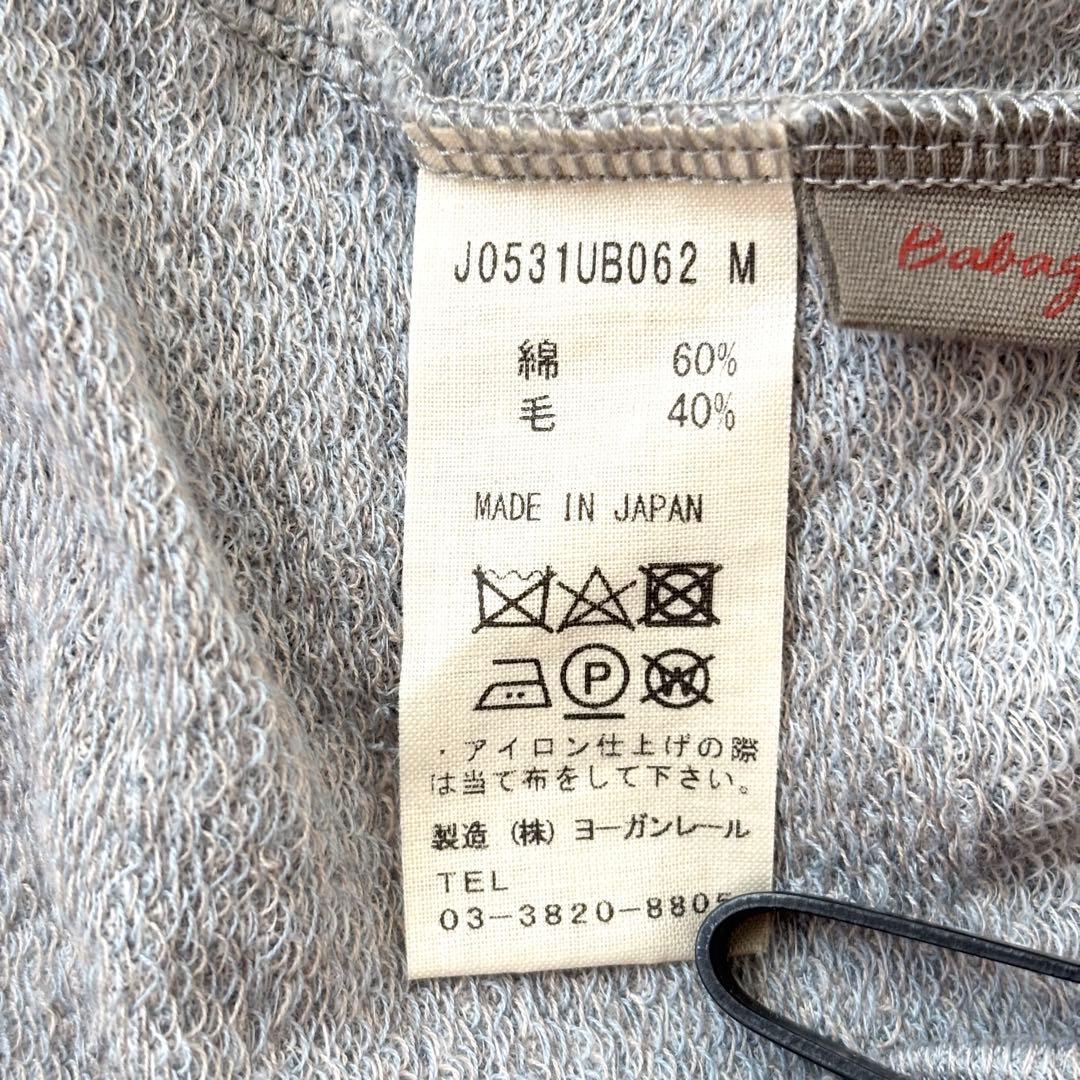 J0531UB062 M
綿 60%
毛 40%
MADE IN JAPAN
P W
・アイロン仕上げの際
は当て布をして下さい。
製造 (株) ヨーガンレール
TEL
03-3820-880
Babag